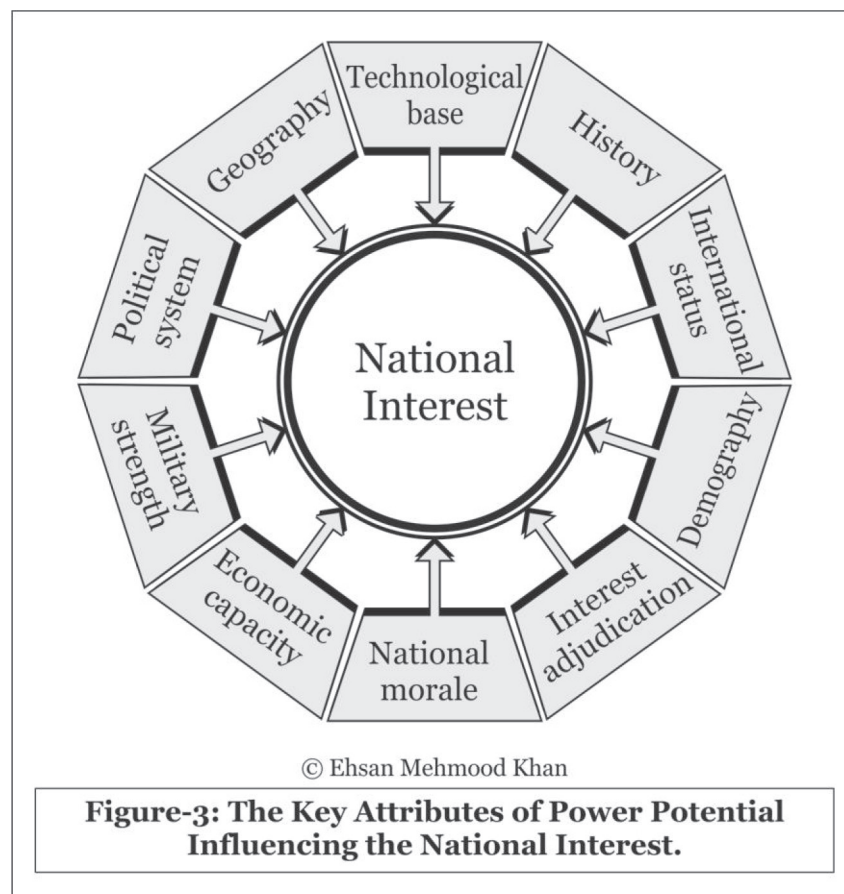 Technological
base
History
International
status
Demography
Interest
adjudication
National
morale
Economic
capacity
Military
strength
Political
system
Geography
National
Interest
© Ehsan Mehmood Khan
Figure-3: The Key Attributes of Power Potential
Influencing the National Interest.